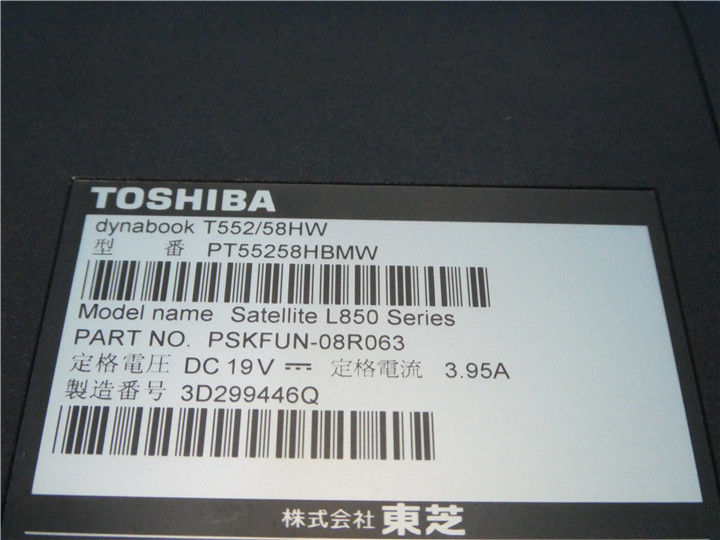 TOSHIBA
dynabook T552/58HW
型 番 PT55258HBMW
Model name Satellite L850 Series
PART NO. PSKFUN-08R063
定格電圧 DC 19V ⎓ 定格電流 3.95A
製造番号 3D299446Q
株式会社 東芝